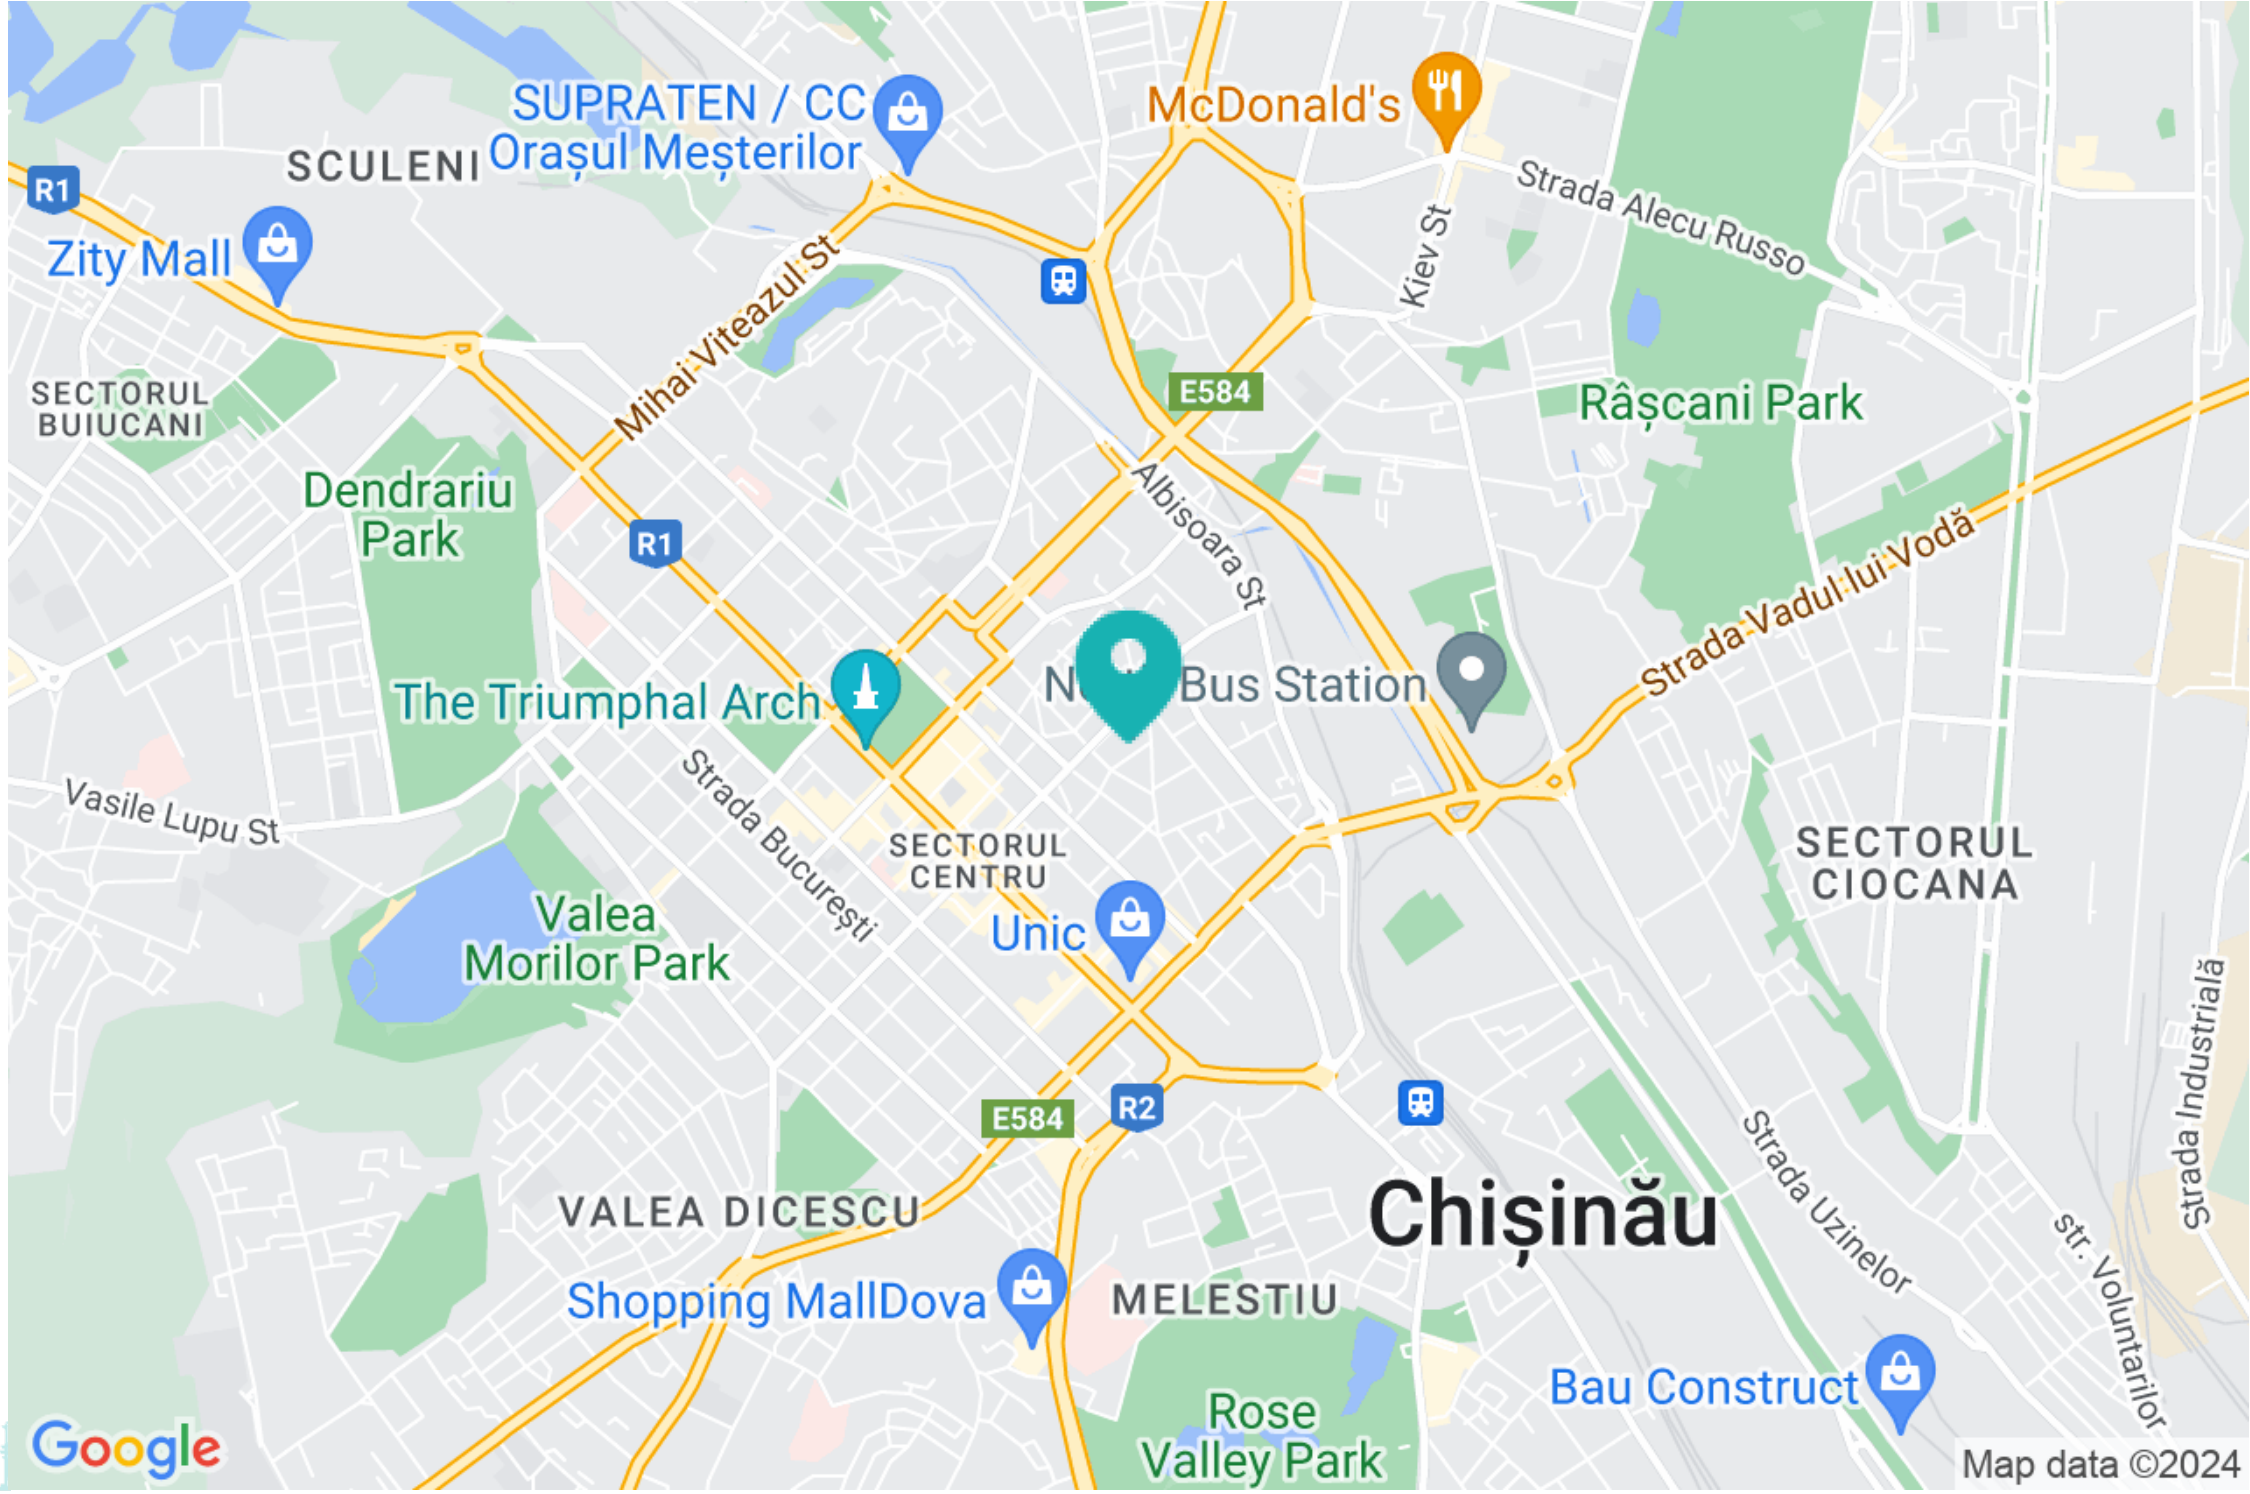 SUPRATEN / CC
Orașul Meșterilor
McDonald's
SCULENI
R1
Zity Mall
Strada Alecu Russo
Kiev St
Mihai Viteazul St
SECTORUL
BUIUCANI
E584
Râșcani Park
Dendrariu
Park
R1
Albisoara St
Strada Vadul lui Vodă
Bus Station
The Triumphal Arch
Strada București
Vasile Lupu St
SECTORUL
CENTRU
SECTORUL
CIOCANA
Unic
Valea
Morilor Park
Strada Industrială
E584
R2
Strada Uzinelor
Chișinău
VALEA DICESCU
str. Voluntarilor
Shopping MallDova
MELESTIU
Bau Construct
Rose
Valley Park
Google
Map data ©2024